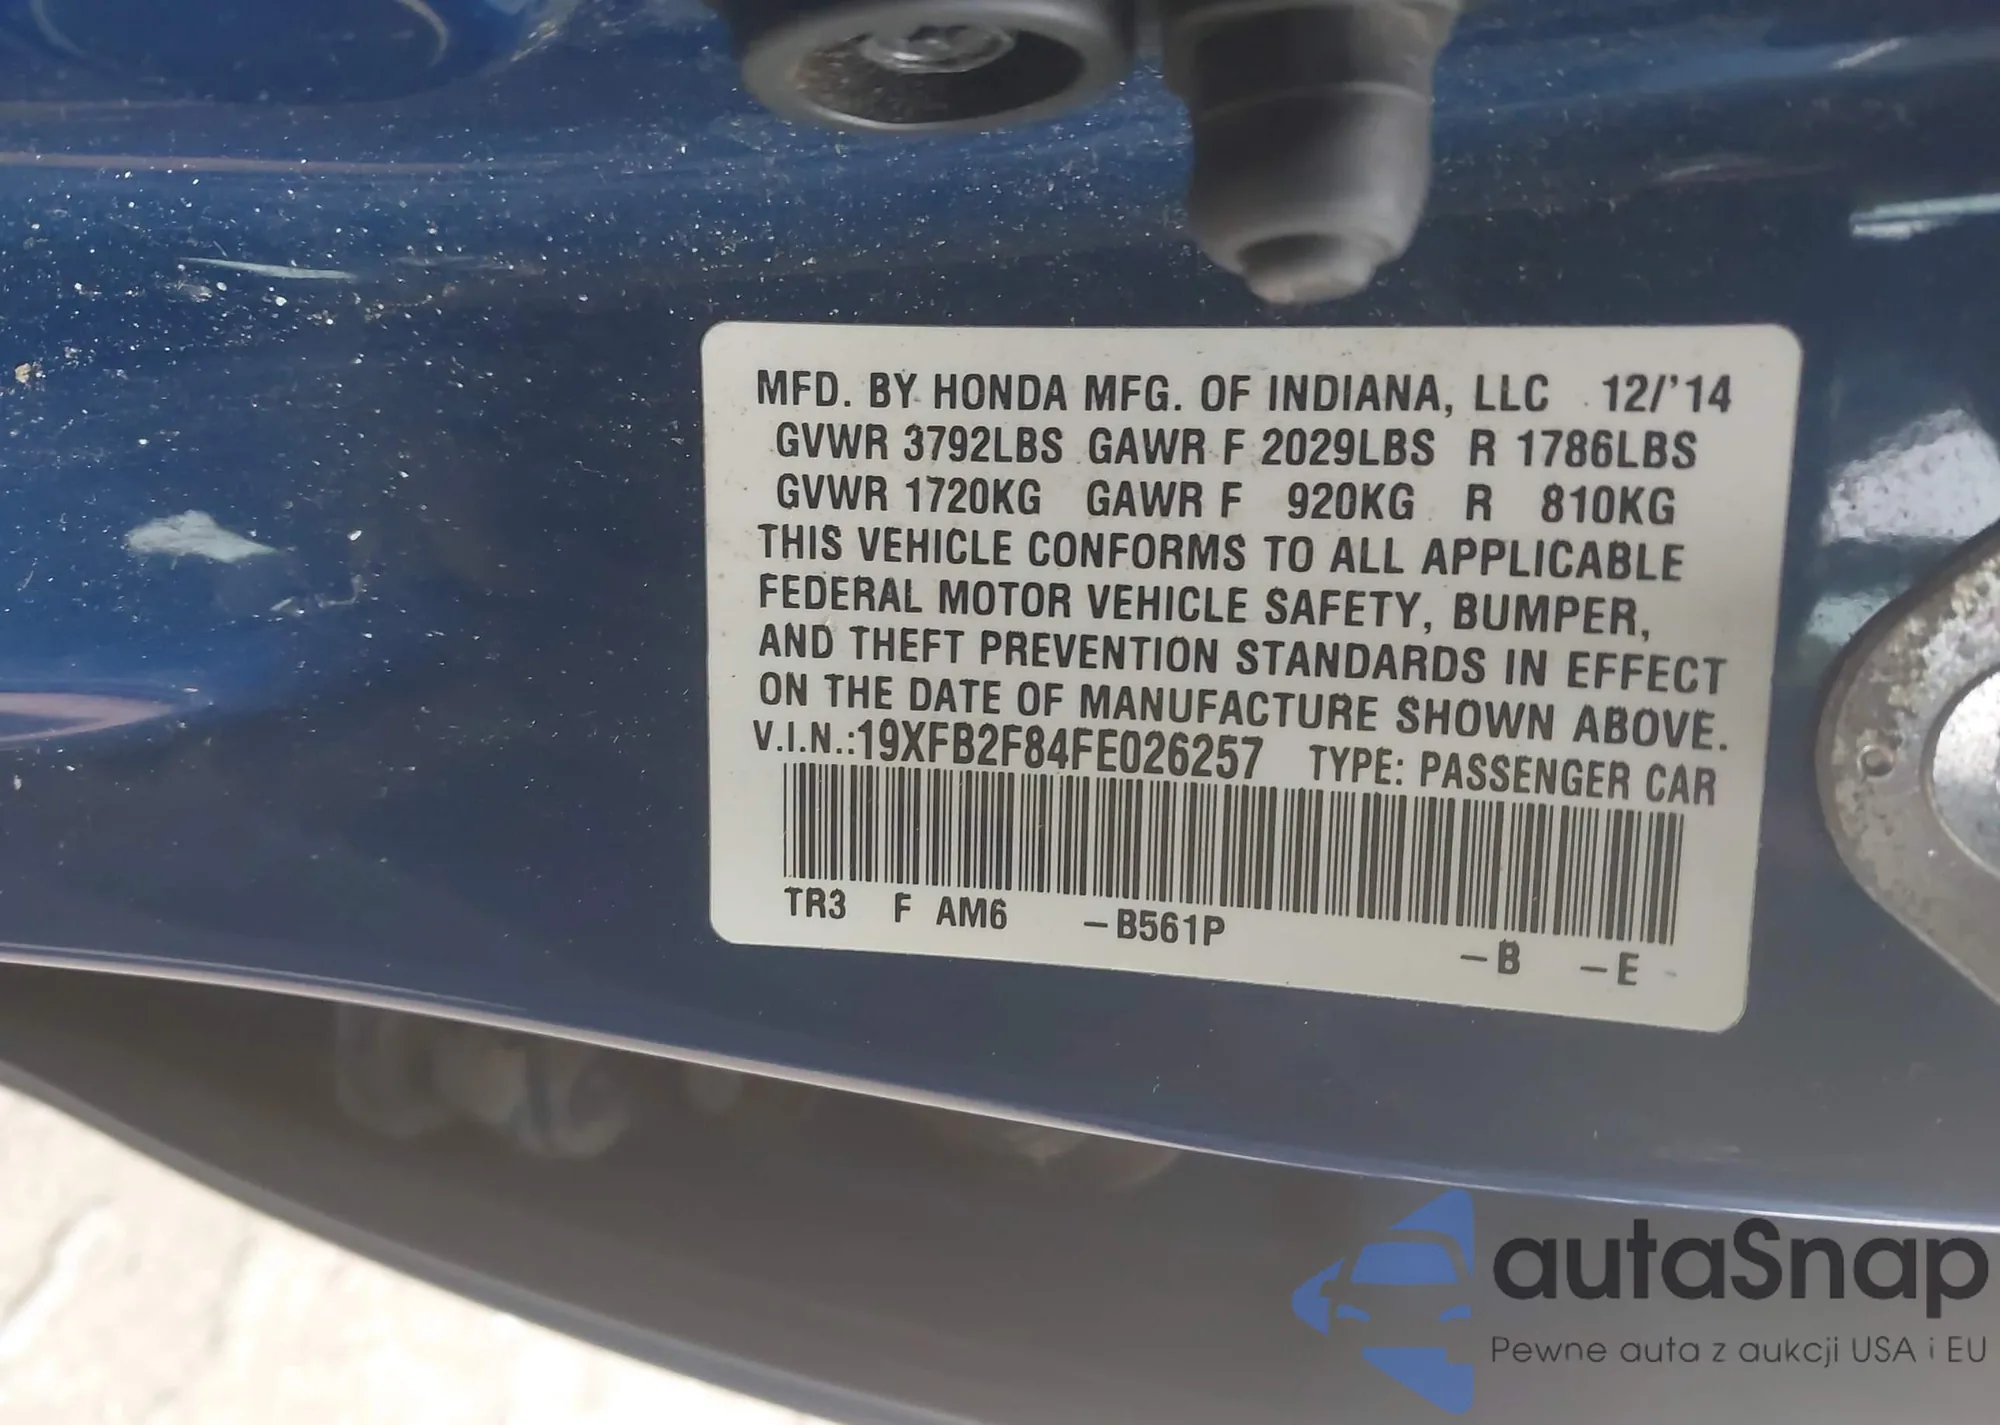 MFD. BY HONDA MFG. OF INDIANA, LLC 12/'14
GVWR 3792LBS GAWR F 2029LBS R 1786LBS
GVWR 1720KG GAWR F 920KG R 810KG
THIS VEHICLE CONFORMS TO ALL APPLICABLE
FEDERAL MOTOR VEHICLE SAFETY, BUMPER,
AND THEFT PREVENTION STANDARDS IN EFFECT
ON THE DATE OF MANUFACTURE SHOWN ABOVE.
V.I.N.:19XFB2F84FE026257 TYPE: PASSENGER CAR
TR3 F AM6 –B561P –B –E -
autaSnap
Pewne auta z aukcji USA i EU